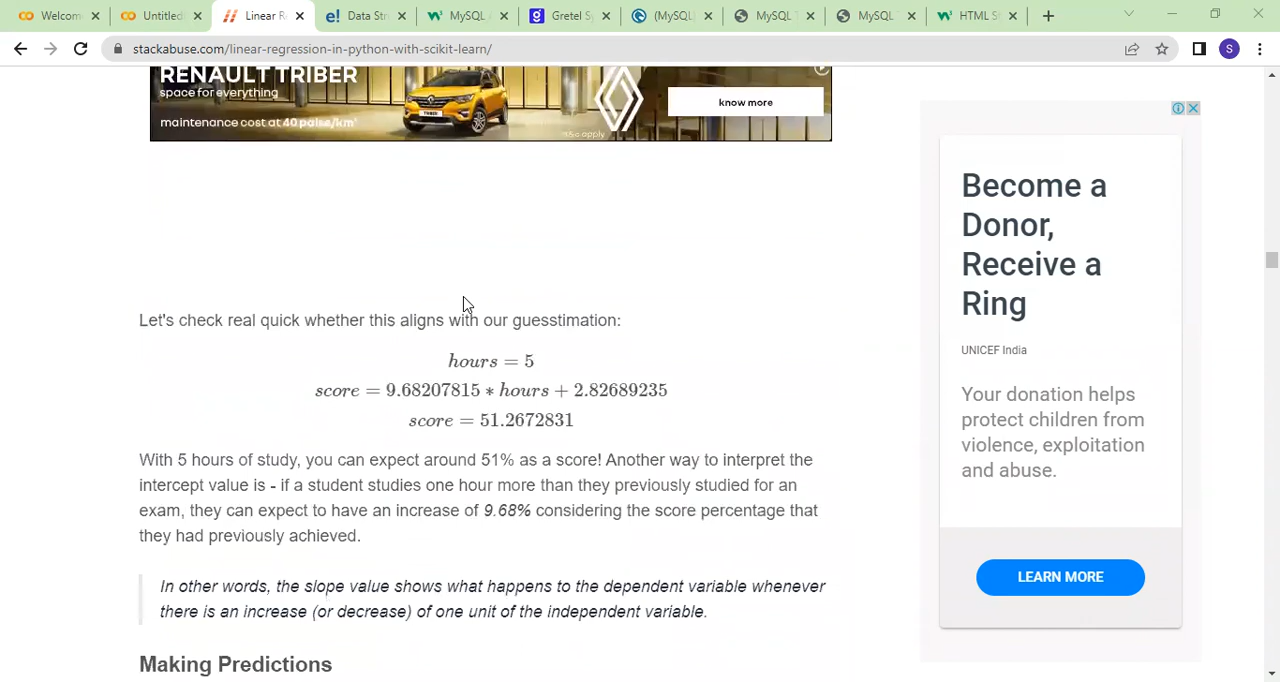 Welcom
Untitled
Linear R
Data Str
MySQL
Gretel Sy
(MySQL)
MySQL
MySQL
HTML S
stackabuse.com/linear-regression-in-python-with-scikit-learn/
S
RENAULT TRIBER
space for everything
maintenance cost at 40 paise/km*
*t&c apply
know more
Let's check real quick whether this aligns with our guesstimation:
hours = 5
score = 9.68207815 * hours + 2.82689235
score = 51.2672831
With 5 hours of study, you can expect around 51% as a score! Another way to interpret the
intercept value is - if a student studies one hour more than they previously studied for an
exam, they can expect to have an increase of 9.68% considering the score percentage that
they had previously achieved.
In other words, the slope value shows what happens to the dependent variable whenever
there is an increase (or decrease) of one unit of the independent variable.
Making Predictions
Become a
Donor,
Receive a
Ring
UNICEF India
Your donation helps
protect children from
violence, exploitation
and abuse.
LEARN MORE